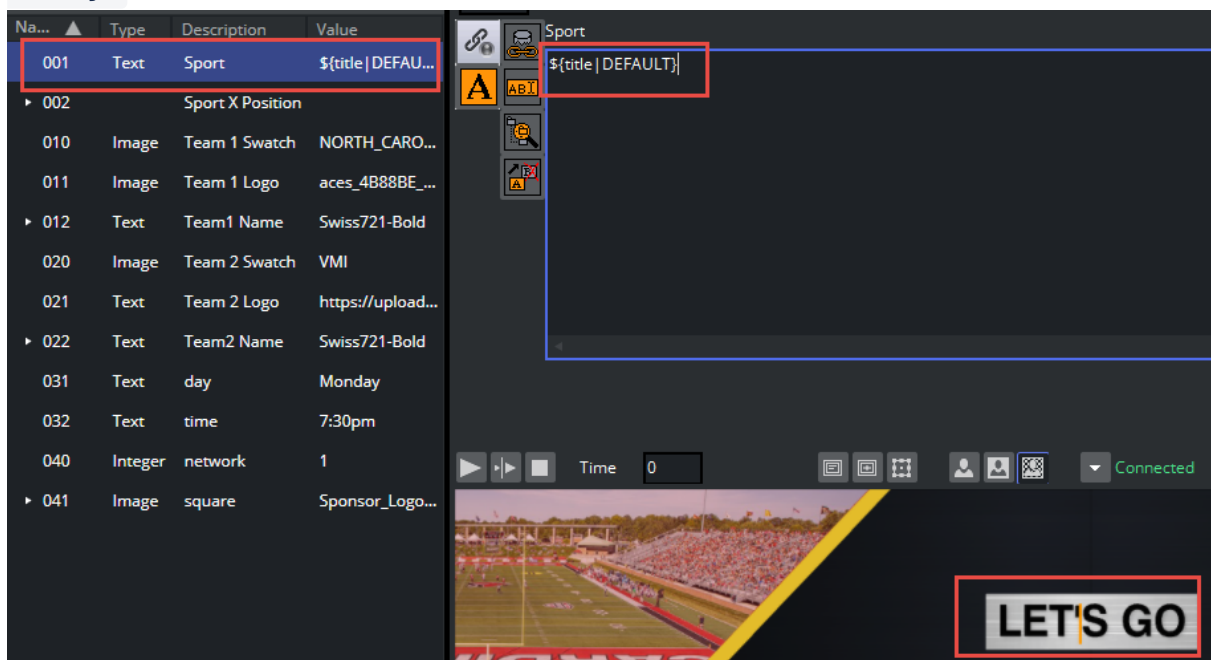 Na... ▲ Type Description Value
001 Text Sport ${title|DEFAU...
002 Sport X Position
010 Image Team 1 Swatch NORTH_CARO...
011 Image Team 1 Logo aces_4B88BE_...
012 Text Team1 Name Swiss721-Bold
020 Image Team 2 Swatch VMI
021 Text Team 2 Logo https://upload...
022 Text Team2 Name Swiss721-Bold
031 Text day Monday
032 Text time 7:30pm
040 Integer network 1
041 Image square Sponsor_Logo...
Sport
${title|DEFAULT}
A ABI
A
Time 0
Connected
LET'S GO